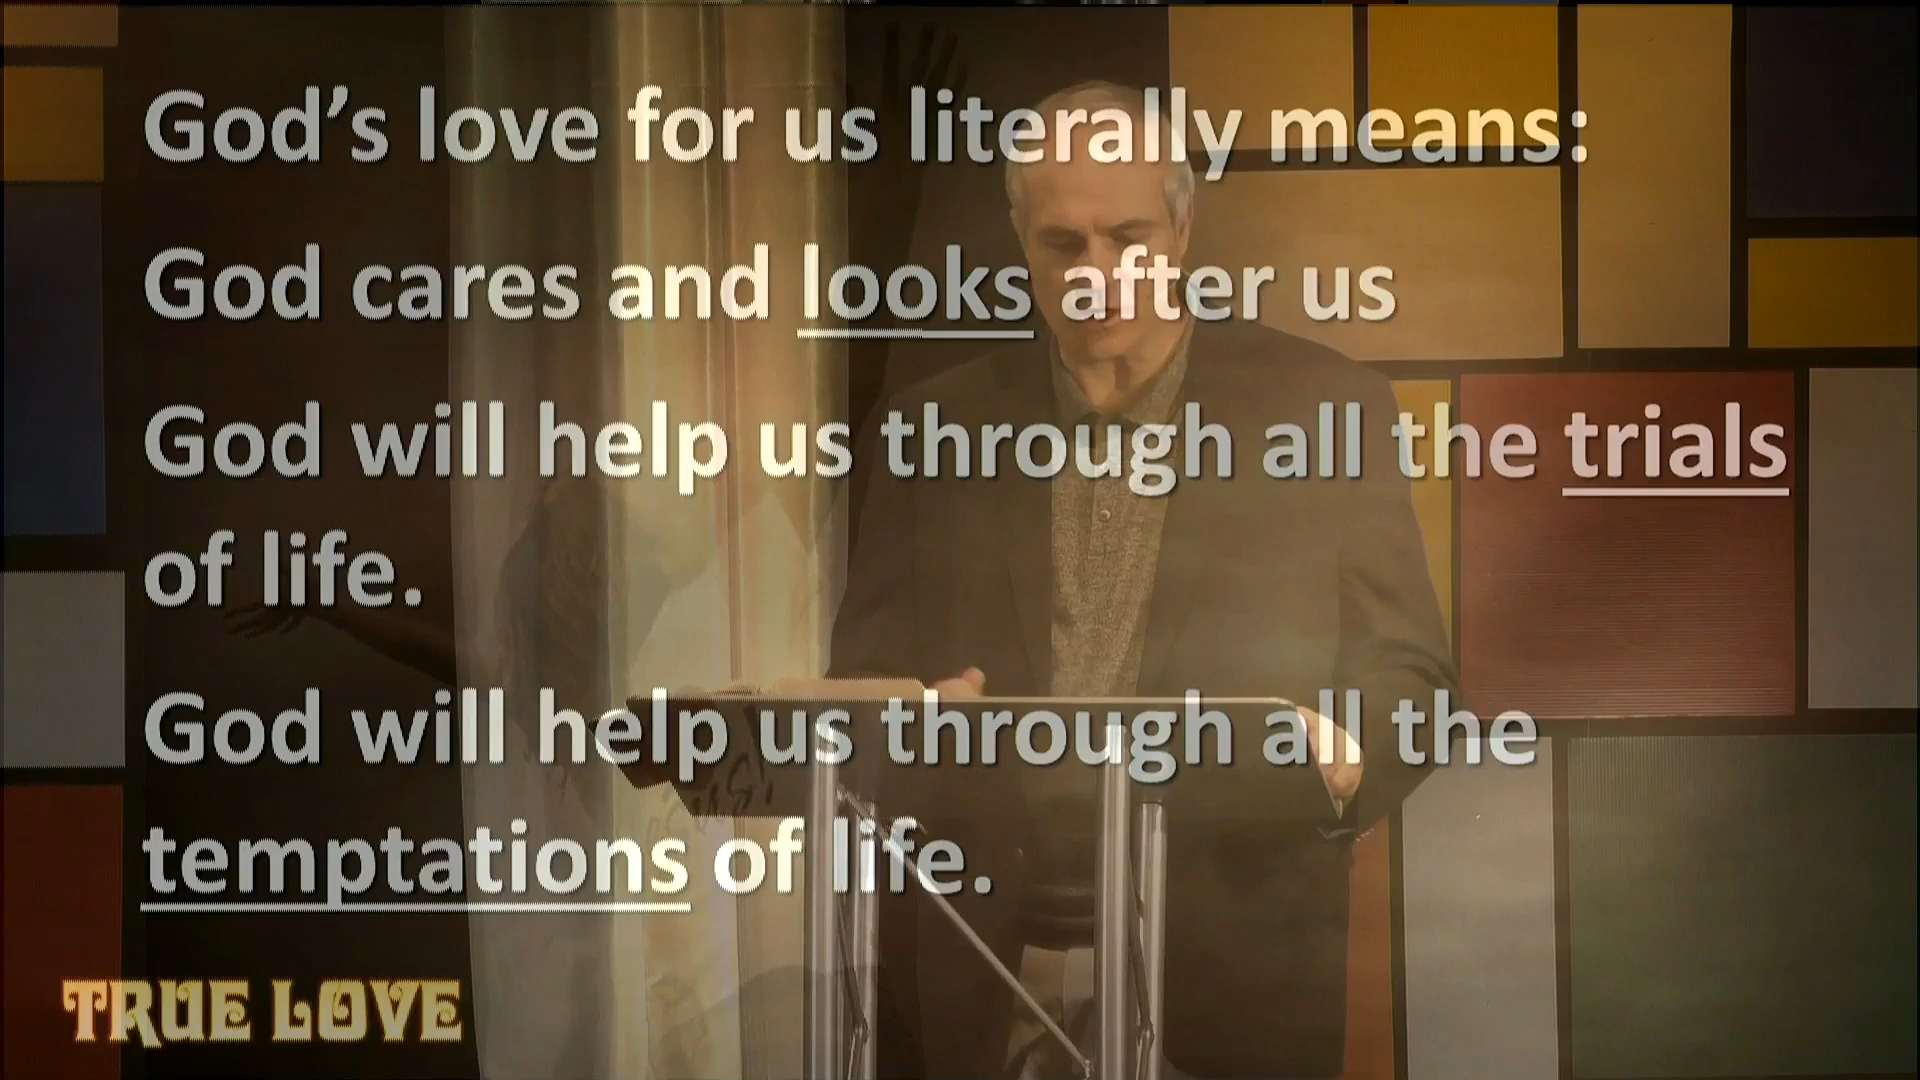 God’s love for us literally means:
God cares and looks after us
God will help us through all the trials
of life.
God will help us through all the
temptations of life.
TRUE LOVE